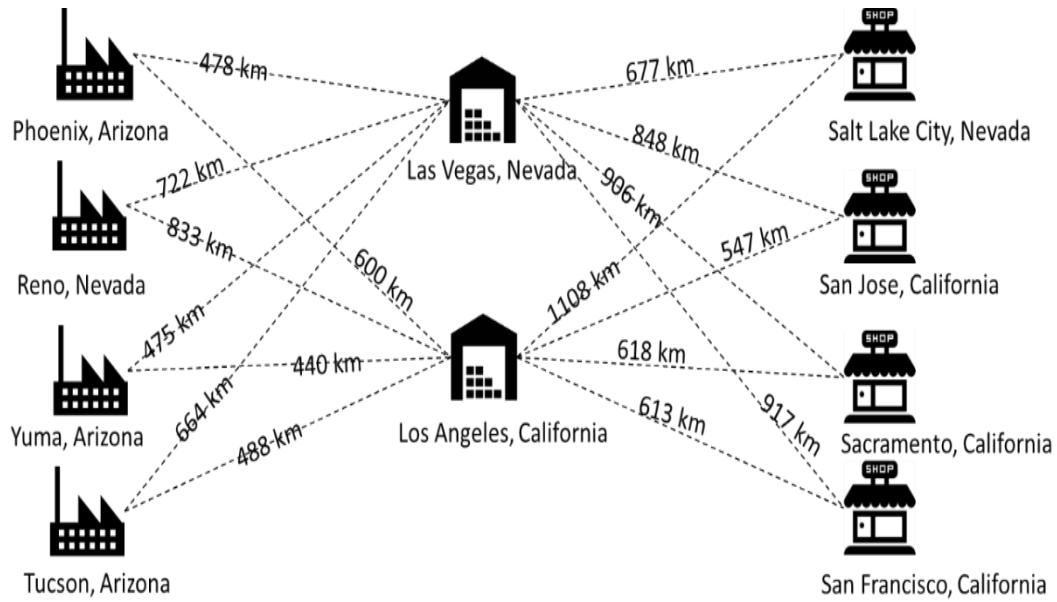 SHOP
478 km
677 km
Phoenix, Arizona
Las Vegas, Nevada
Salt Lake City, Nevada
848 km
722 km
906 km
SHOP
833 km
547 km
Reno, Nevada
600 km
1108 km
San Jose, California
475 km
SHOP
440 km
618 km
664 km
613 km
917 km
Yuma, Arizona
Los Angeles, California
Sacramento, California
488 km
SHOP
Tucson, Arizona
San Francisco, California